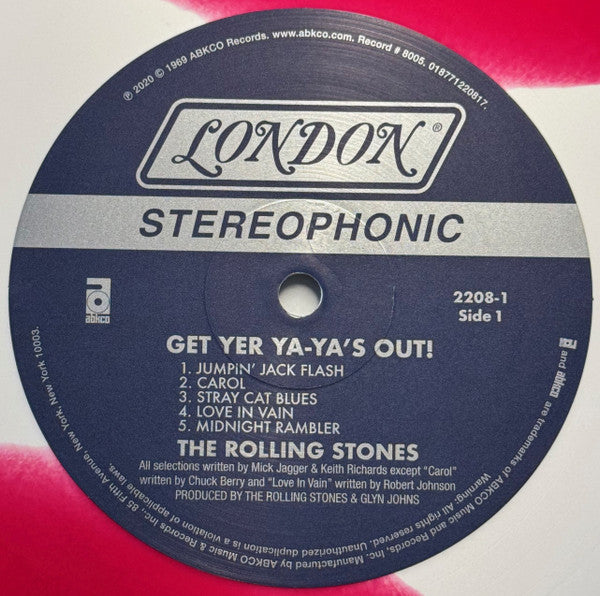 ℗ 2020 © 1969 ABKCO Records. www.abkco.com. Record # 8005. 018771220817.
LONDON®
STEREOPHONIC
abkco
2208-1
Side 1
GET YER YA-YA'S OUT!
1. JUMPIN' JACK FLASH
2. CAROL
3. STRAY CAT BLUES
4. LOVE IN VAIN
5. MIDNIGHT RAMBLER
THE ROLLING STONES
All selections written by Mick Jagger & Keith Richards except "Carol"
written by Chuck Berry and "Love In Vain" written by Robert Johnson
PRODUCED BY THE ROLLING STONES & GLYN JOHNS
and abkco are trademarks of ABKCO Music and Records, Inc. Manufactured by ABKCO Music & Records Inc., 85 Fifth Avenue, New York, New York 10003.
Warning: All rights reserved. Unauthorized duplication is a violation of applicable laws.